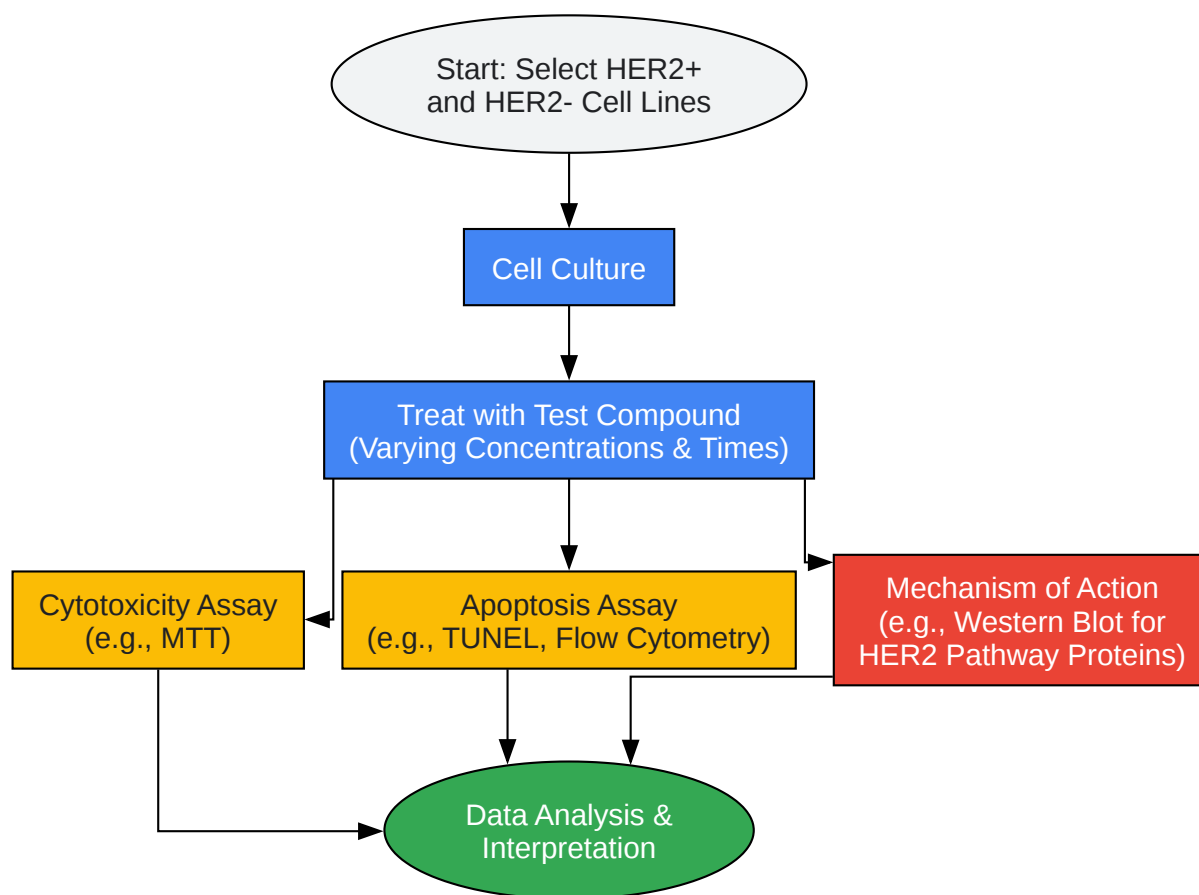 Start: Select HER2+
and HER2- Cell Lines
Cell Culture
Treat with Test Compound
(Varying Concentrations & Times)
Cytotoxicity Assay
(e.g., MTT)
Apoptosis Assay
(e.g., TUNEL, Flow Cytometry)
Mechanism of Action
(e.g., Western Blot for
HER2 Pathway Proteins)
Data Analysis &
Interpretation